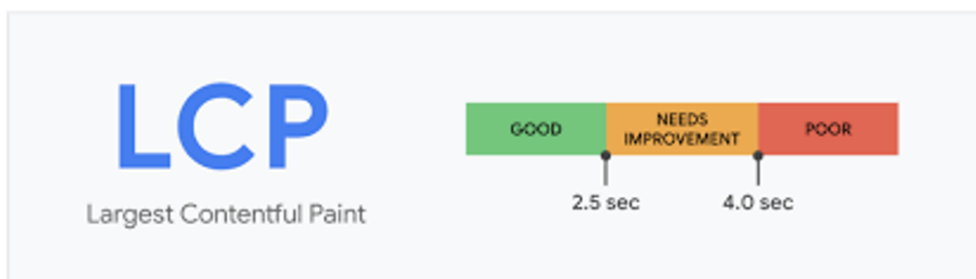 LCP
Largest Contentful Paint
GOOD
NEEDS
IMPROVEMENT
POOR
2.5 sec
4.0 sec